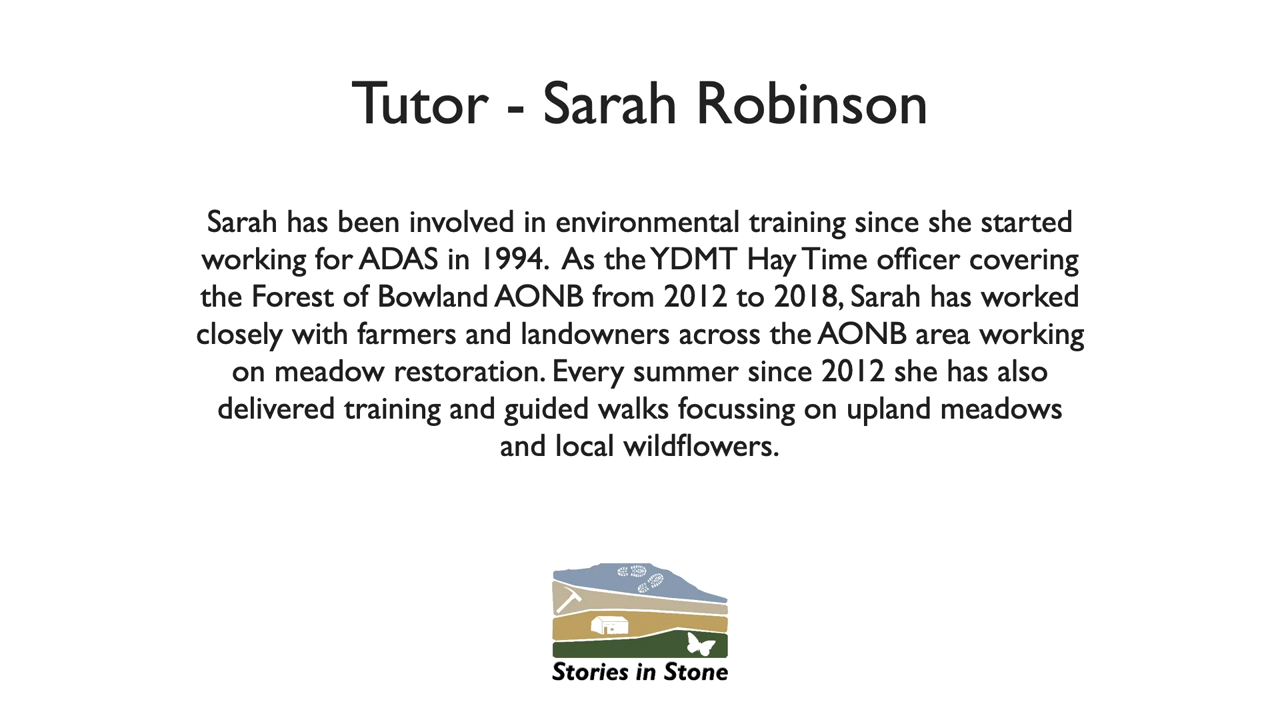 Tutor - Sarah Robinson
Sarah has been involved in environmental training since she started
working for ADAS in 1994.  As the YDMT Hay Time officer covering
the Forest of Bowland AONB from 2012 to 2018, Sarah has worked
closely with farmers and landowners across the AONB area working
on meadow restoration. Every summer since 2012 she has also
delivered training and guided walks focussing on upland meadows
and local wildflowers.
Stories in Stone